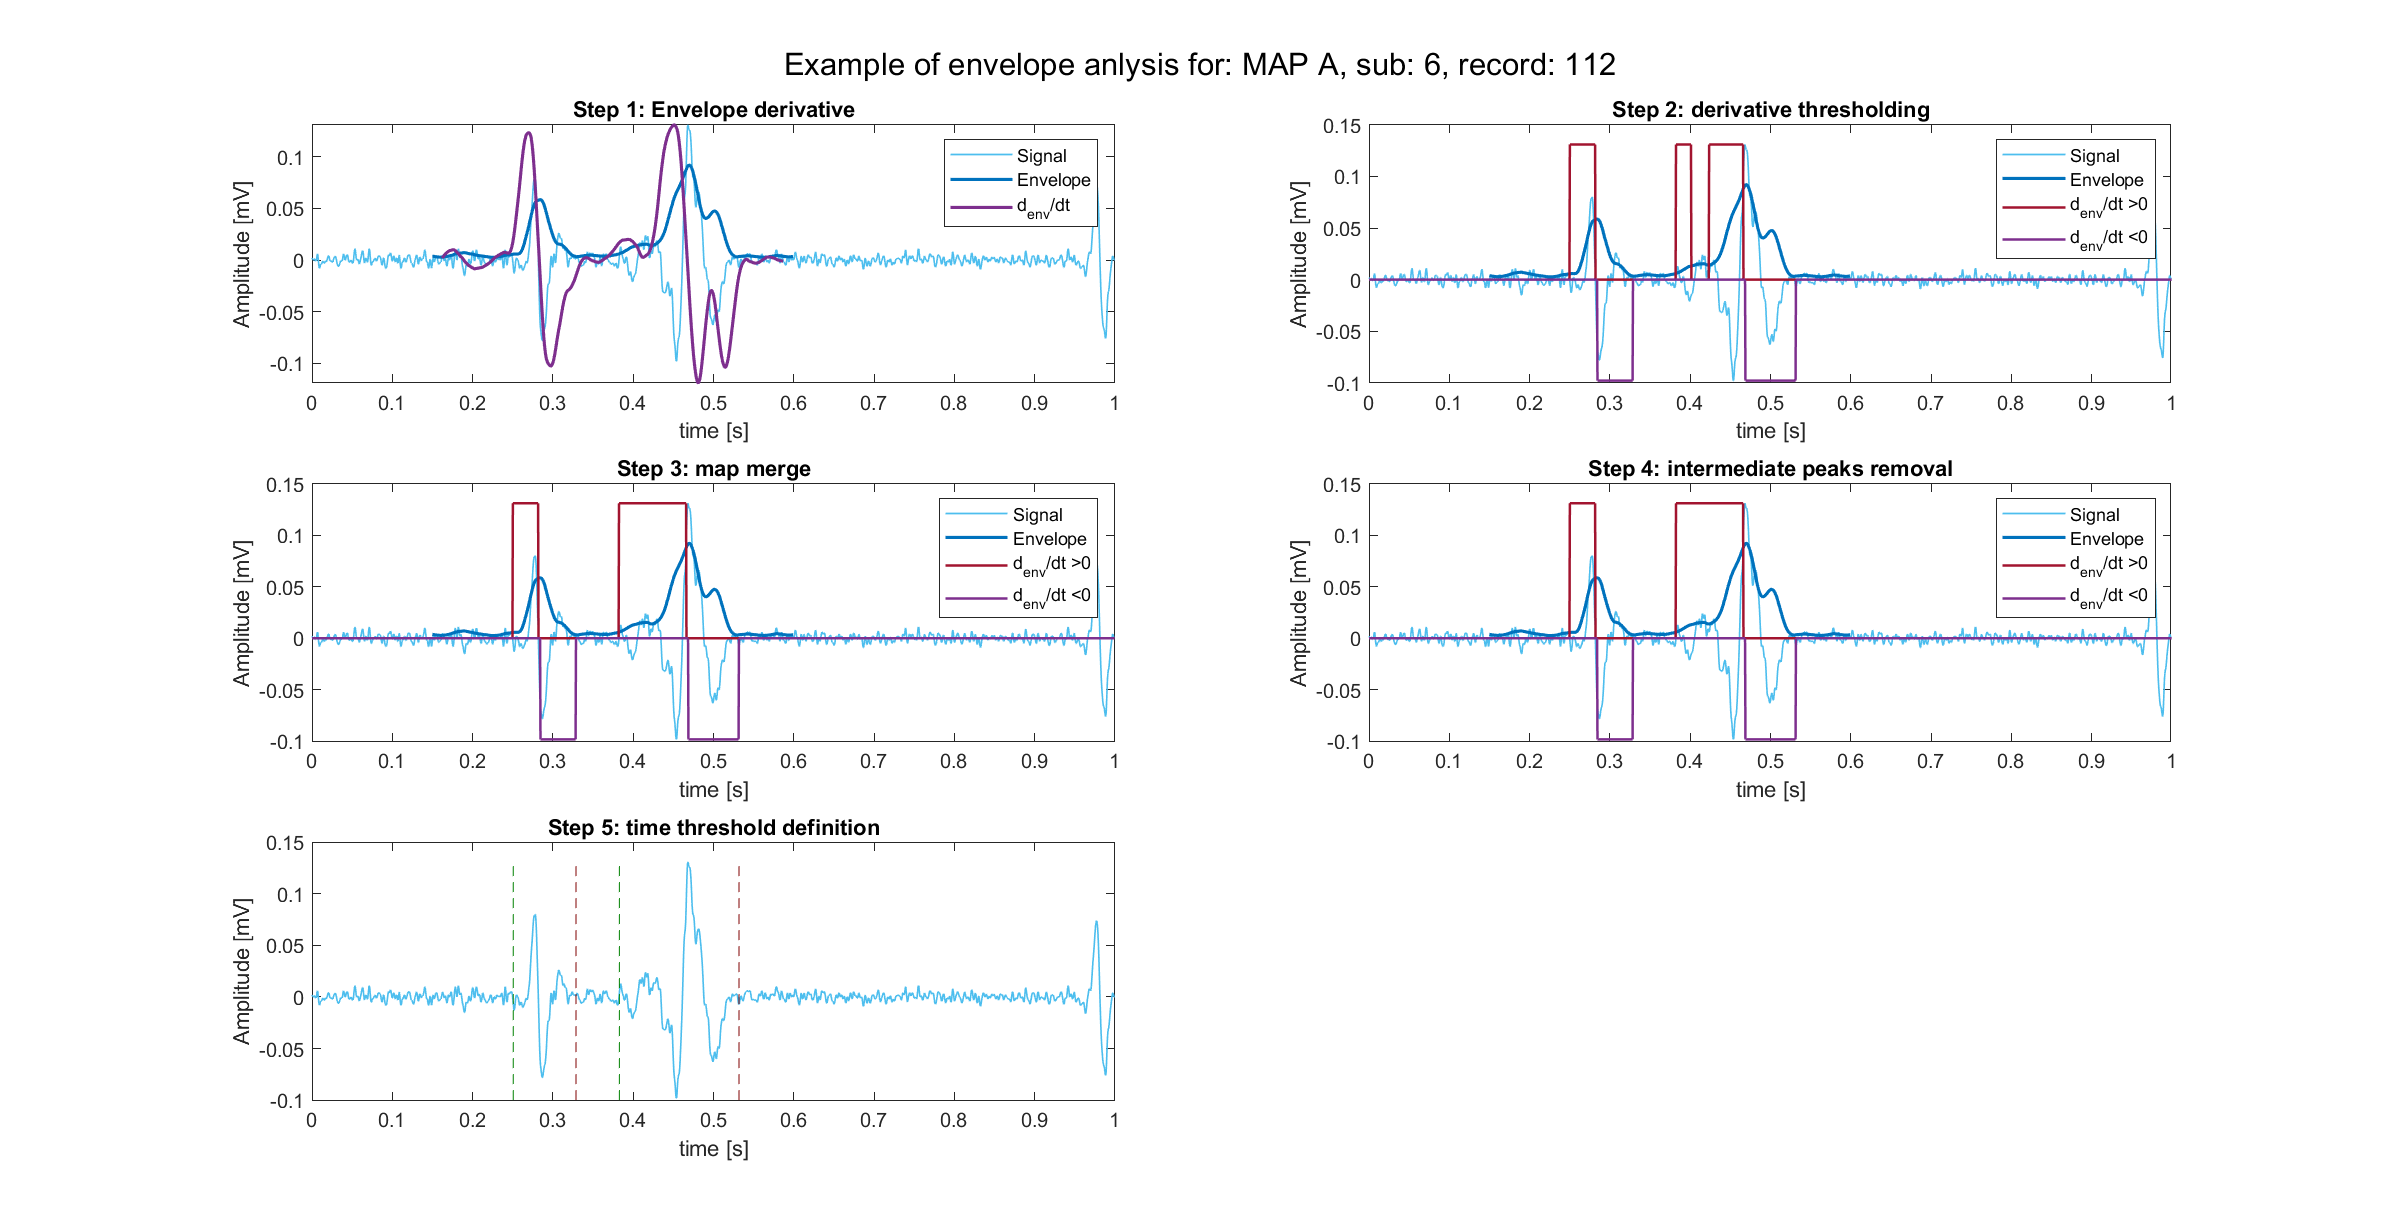 Example of envelope anlysis for: MAP A, sub: 6, record: 112
Step 1: Envelope derivative
Amplitude [mV]
0.1
0.05
0
-0.05
-0.1
0 0.1 0.2 0.3 0.4 0.5 0.6 0.7 0.8 0.9 1
time [s]
Signal
Envelope
d_env/dt
Step 2: derivative thresholding
Amplitude [mV]
0.15
0.1
0.05
0
-0.05
-0.1
0 0.1 0.2 0.3 0.4 0.5 0.6 0.7 0.8 0.9 1
time [s]
Signal
Envelope
d_env/dt >0
d_env/dt <0
Step 3: map merge
Amplitude [mV]
0.15
0.1
0.05
0
-0.05
-0.1
0 0.1 0.2 0.3 0.4 0.5 0.6 0.7 0.8 0.9 1
time [s]
Signal
Envelope
d_env/dt >0
d_env/dt <0
Step 4: intermediate peaks removal
Amplitude [mV]
0.15
0.1
0.05
0
-0.05
-0.1
0 0.1 0.2 0.3 0.4 0.5 0.6 0.7 0.8 0.9 1
time [s]
Signal
Envelope
d_env/dt >0
d_env/dt <0
Step 5: time threshold definition
Amplitude [mV]
0.15
0.1
0.05
0
-0.05
-0.1
0 0.1 0.2 0.3 0.4 0.5 0.6 0.7 0.8 0.9 1
time [s]